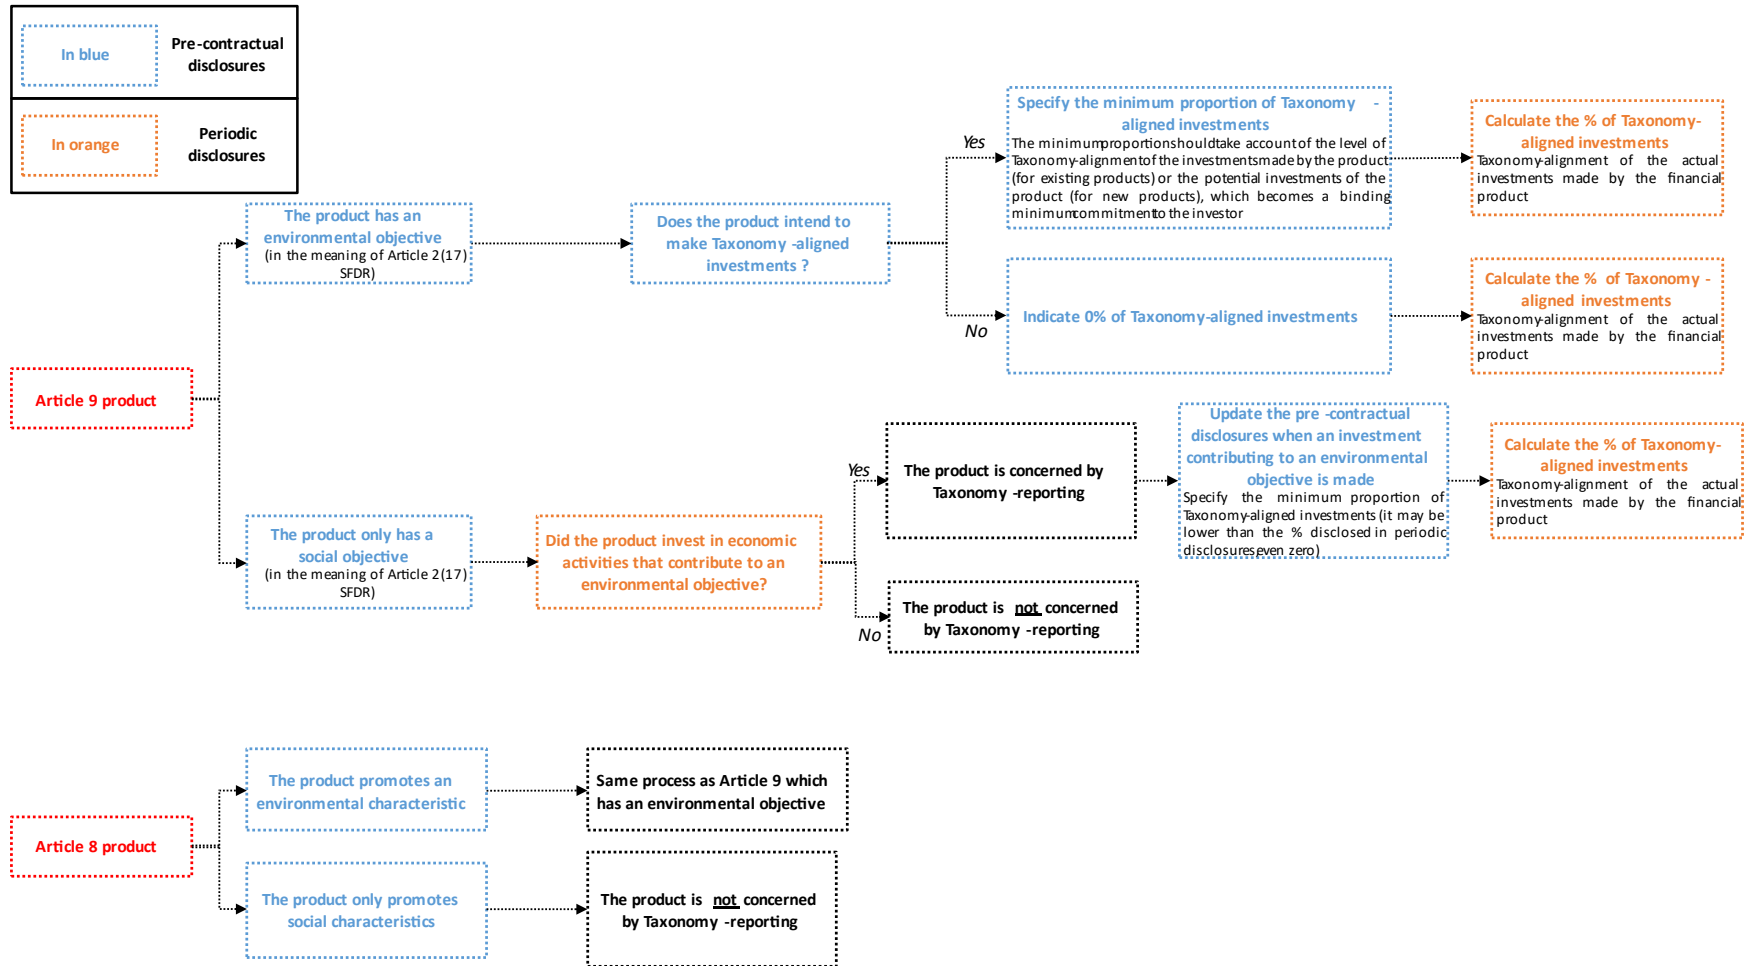 In blue
Pre-contractual
disclosures
In orange
Periodic
disclosures
Article 9 product
The product has an
environmental objective
(in the meaning of Article 2(17)
SFDR)
Does the product intend to
make Taxonomy -aligned
investments ?
Yes
Specify the minimum proportion of Taxonomy -
aligned investments
The minimum proportion should take account of the level of
Taxonomy-alignment of the investments made by the product
(for existing products) or the potential investments of the
product (for new products), which becomes a binding
minimum commitment to the investor
Calculate the % of Taxonomy-
aligned investments
Taxonomy-alignment of the actual
investments made by the financial
product
No
Indicate 0% of Taxonomy-aligned investments
Calculate the % of Taxonomy -
aligned investments
Taxonomy-alignment of the actual
investments made by the financial
product
The product only has a
social objective
(in the meaning of Article 2(17)
SFDR)
Did the product invest in economic
activities that contribute to an
environmental objective?
Yes
The product is concerned by
Taxonomy -reporting
Update the pre -contractual
disclosures when an investment
contributing to an environmental
objective is made
Specify the minimum proportion of
Taxonomy-aligned investments (it may be
lower than the % disclosed in periodic
disclosures, even zero)
Calculate the % of Taxonomy-
aligned investments
Taxonomy-alignment of the actual
investments made by the financial
product
No
The product is not concerned
by Taxonomy -reporting
Article 8 product
The product promotes an
environmental characteristic
Same process as Article 9 which
has an environmental objective
The product only promotes
social characteristics
The product is not concerned
by Taxonomy -reporting